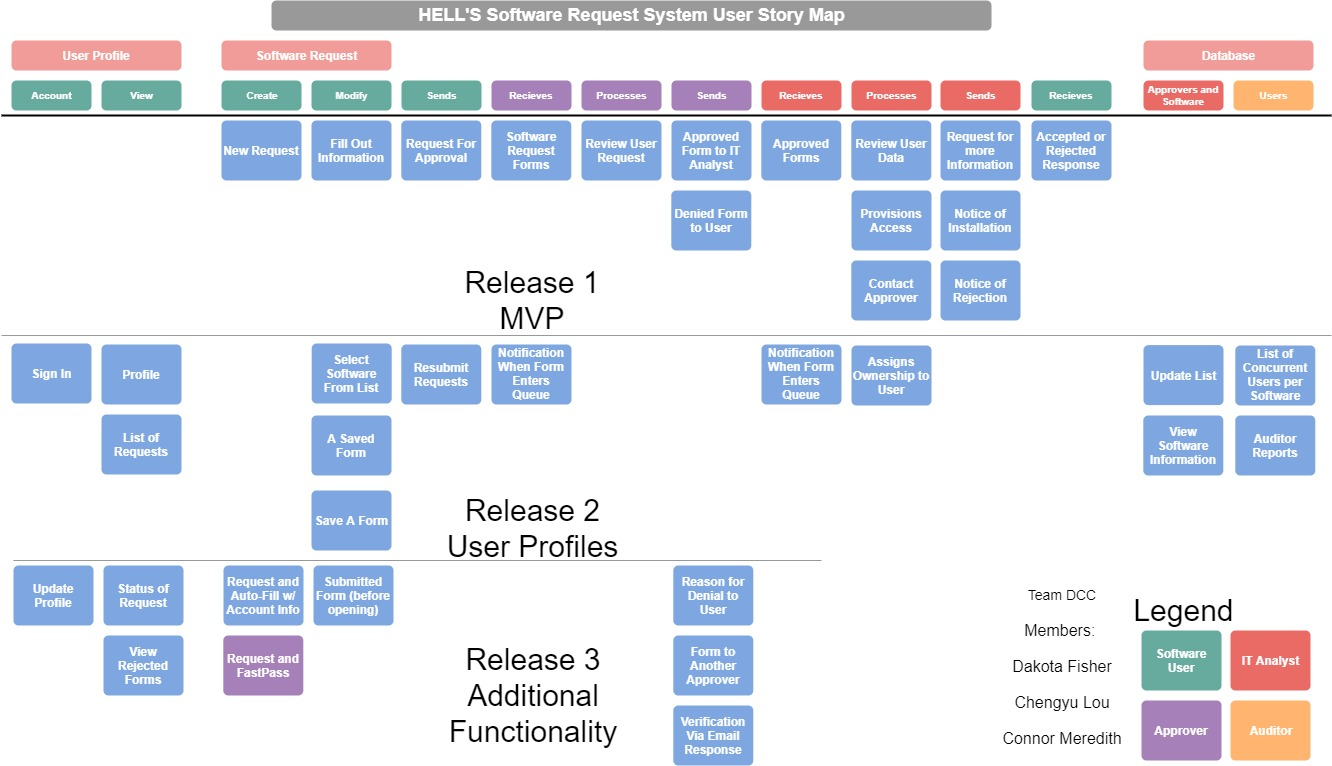 HELL'S Software Request System User Story Map
User Profile
Software Request
Database
Account
View
Create
Modify
Sends
Recieves
Processes
Sends
Recieves
Processes
Sends
Recieves
Approvers and
Software
Users
New Request
Fill Out
Information
Request For
Approval
Software
Request
Forms
Review User
Request
Approved
Form to IT
Analyst
Approved
Forms
Review User
Data
Request for
more
Information
Accepted or
Rejected
Response
Denied Form
to User
Provisions
Access
Notice of
Installation
Contact
Approver
Notice of
Rejection
Release 1
MVP
Sign In
Profile
Select
Software
From List
Resubmit
Requests
Notification
When Form
Enters
Queue
Notification
When Form
Enters
Queue
Assigns
Ownership to
User
Update List
List of
Concurrent
Users per
Software
List of
Requests
A Saved
Form
View
Software
Information
Auditor
Reports
Save A Form
Release 2
User Profiles
Update
Profile
Status of
Request
Request and
Auto-Fill w/
Account Info
Submitted
Form (before
opening)
Reason for
Denial to
User
View
Rejected
Forms
Request and
FastPass
Form to
Another
Approver
Verification
Via Email
Response
Release 3
Additional
Functionality
Team DCC
Members:
Dakota Fisher
Chengyu Lou
Connor Meredith
Legend
Software
User
IT Analyst
Approver
Auditor